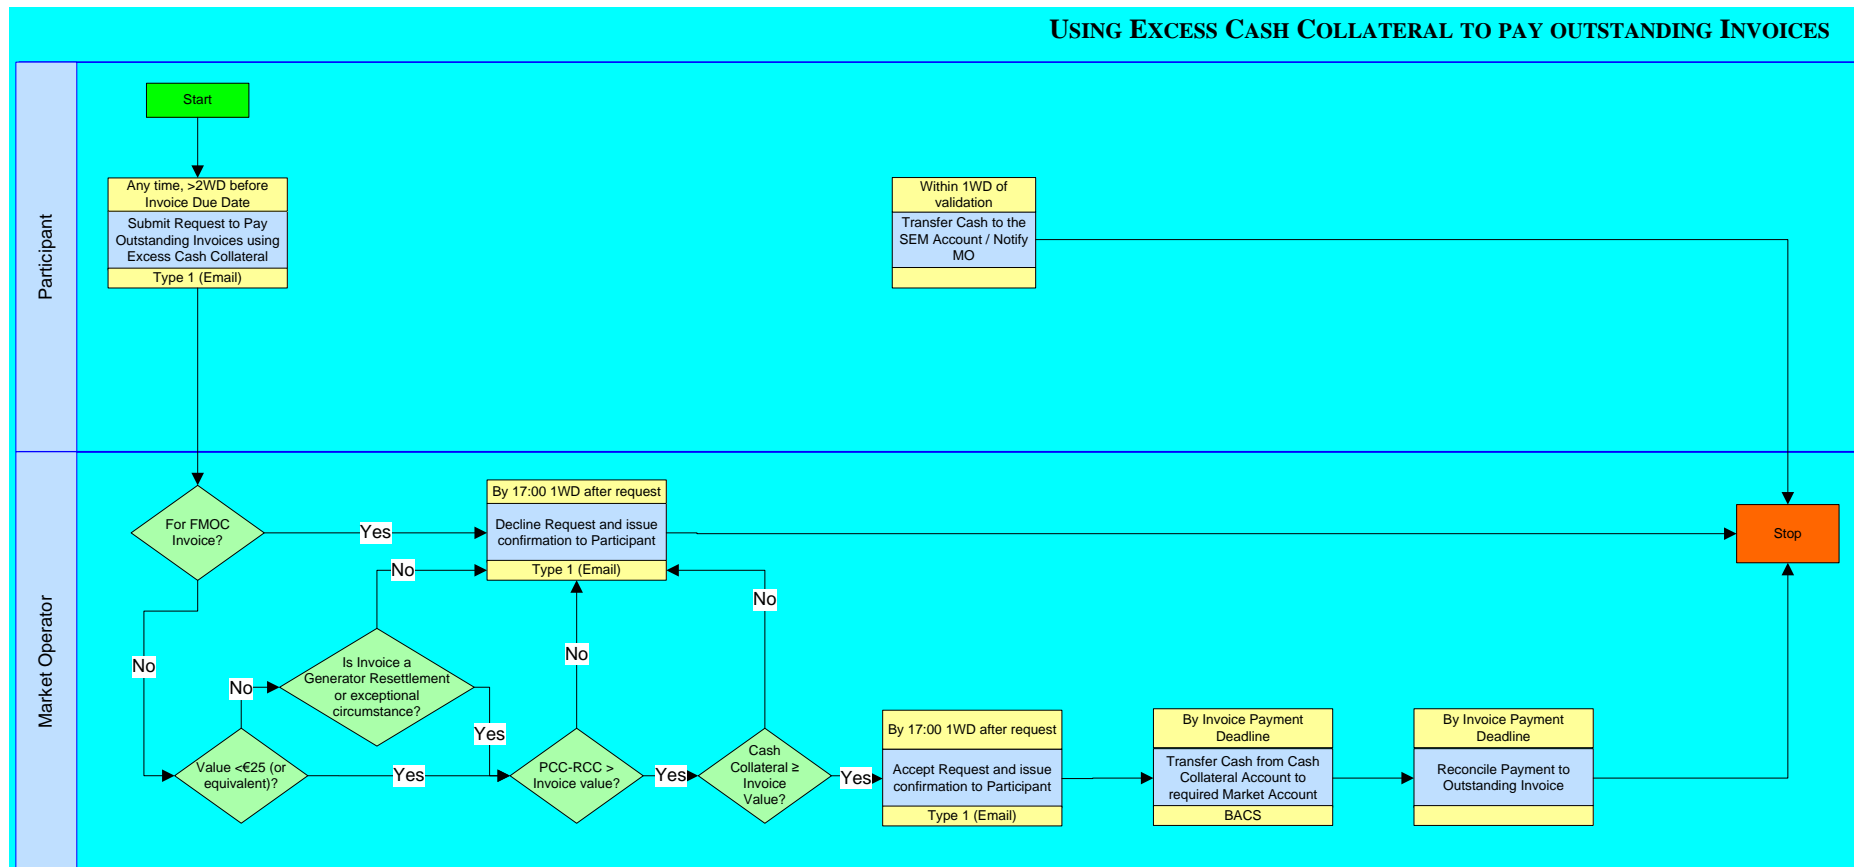 USING EXCESS CASH COLLATERAL TO PAY OUTSTANDING INVOICES
Participant
Start
Any time, >2WD before
Invoice Due Date
Submit Request to Pay
Outstanding Invoices using
Excess Cash Collateral
Type 1 (Email)
Within 1WD of
validation
Transfer Cash to the
SEM Account / Notify
MO
Market Operator
For FMOC
Invoice?
Yes
By 17:00 1WD after request
Decline Request and issue
confirmation to Participant
Type 1 (Email)
Stop
No
No
No
No
Is Invoice a
Generator Resettlement
or exceptional
circumstance?
No
Yes
Value <€25 (or
equivalent)?
Yes
PCC-RCC >
Invoice value?
Yes
Cash
Collateral ≥
Invoice
Value?
Yes
By 17:00 1WD after request
Accept Request and issue
confirmation to Participant
Type 1 (Email)
By Invoice Payment
Deadline
Transfer Cash from Cash
Collateral Account to
required Market Account
BACS
By Invoice Payment
Deadline
Reconcile Payment to
Outstanding Invoice